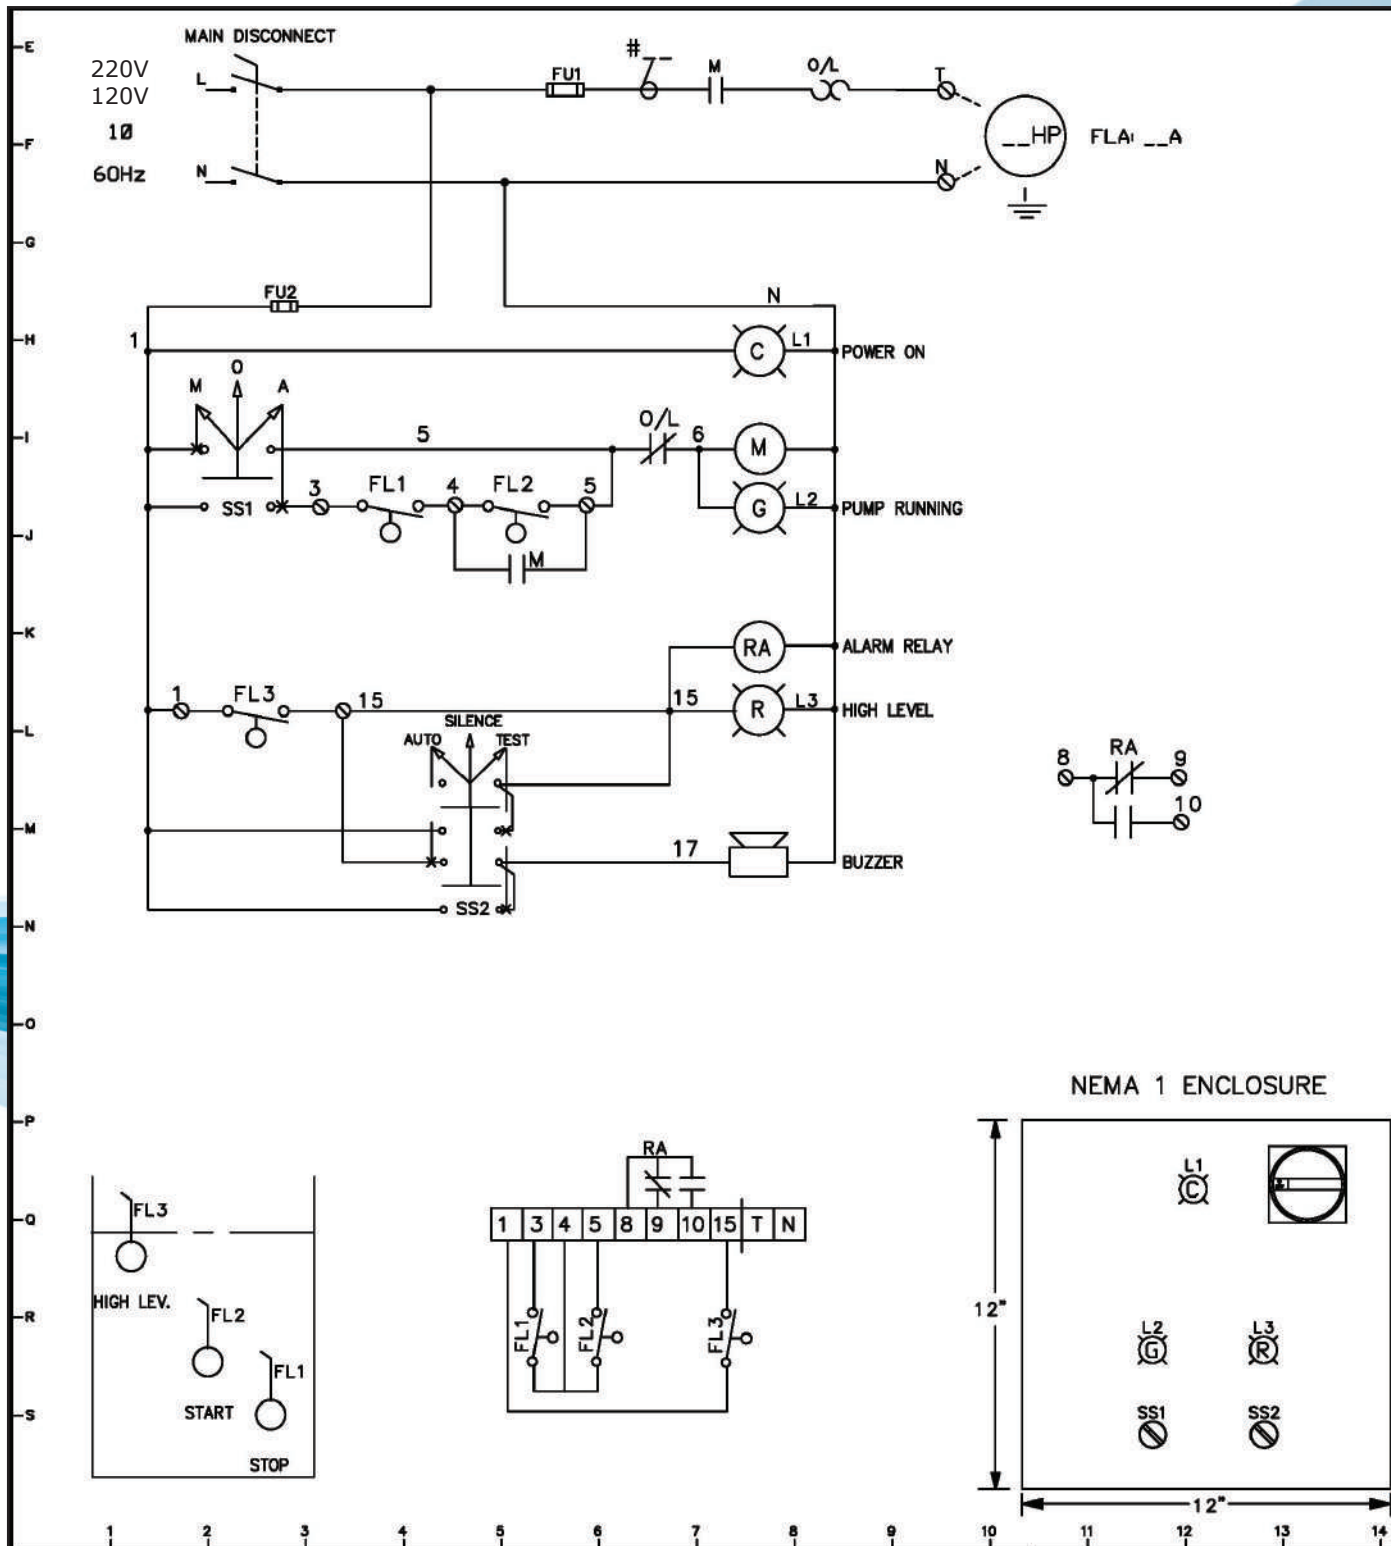 E
MAIN DISCONNECT
220V
120V
1Ø
60Hz
L
N
FU1
#
M
O/L
T
N
__HP
FLA: __A
F
G
FU2
N
H
1
C
L1
POWER ON
M
O
A
I
5
O/L
6
M
SS1
3
FL1
4
FL2
5
G
L2
PUMP RUNNING
J
M
K
RA
ALARM RELAY
1
FL3
15
15
R
L3
HIGH LEVEL
L
SILENCE
AUTO
TEST
8
RA
9
10
M
17
BUZZER
SS2
N
O
NEMA 1 ENCLOSURE
P
RA
Q
FL3
1 3 4 5 8 9 10 15 T N
L1
C
HIGH LEV.
R
FL2
FL1
FL2
FL3
12"
L2
G
L3
R
FL1
START
S
SS1
SS2
STOP
12"
1 2 3 4 5 6 7 8 9 10 11 12 13 14